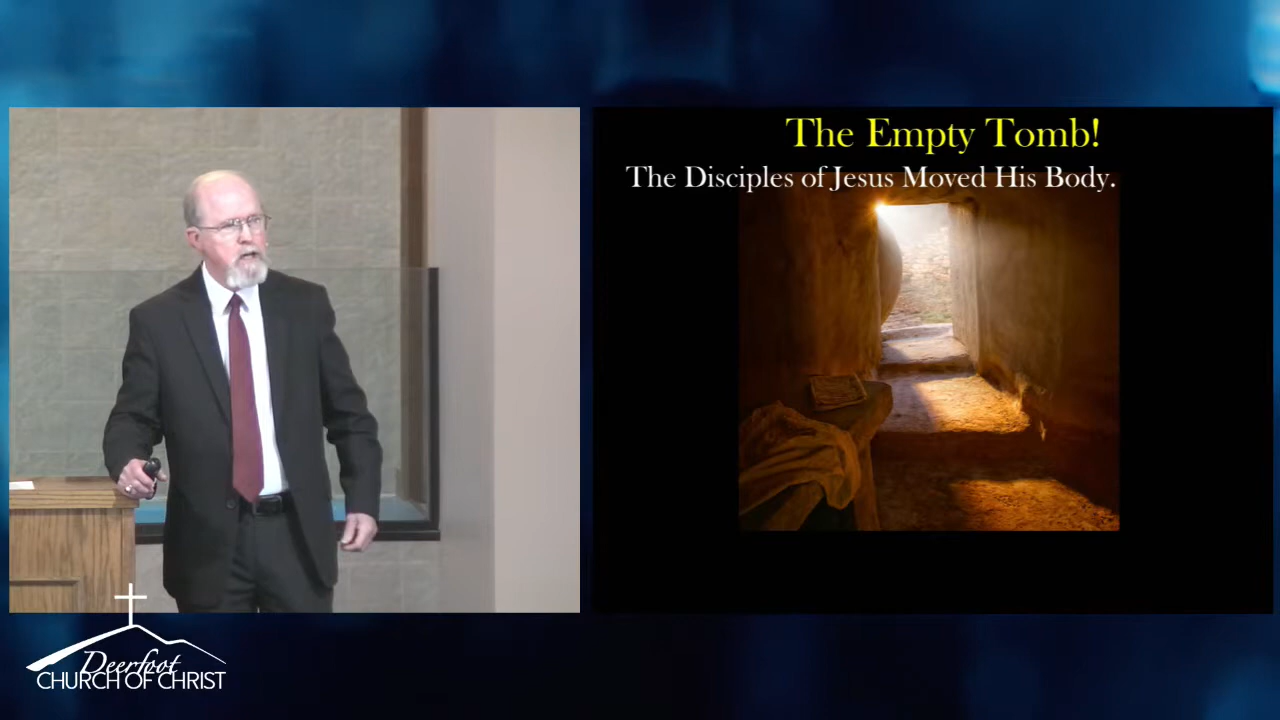 The Empty Tomb!
The Disciples of Jesus Moved His Body.
Deerfoot
CHURCH OF CHRIST